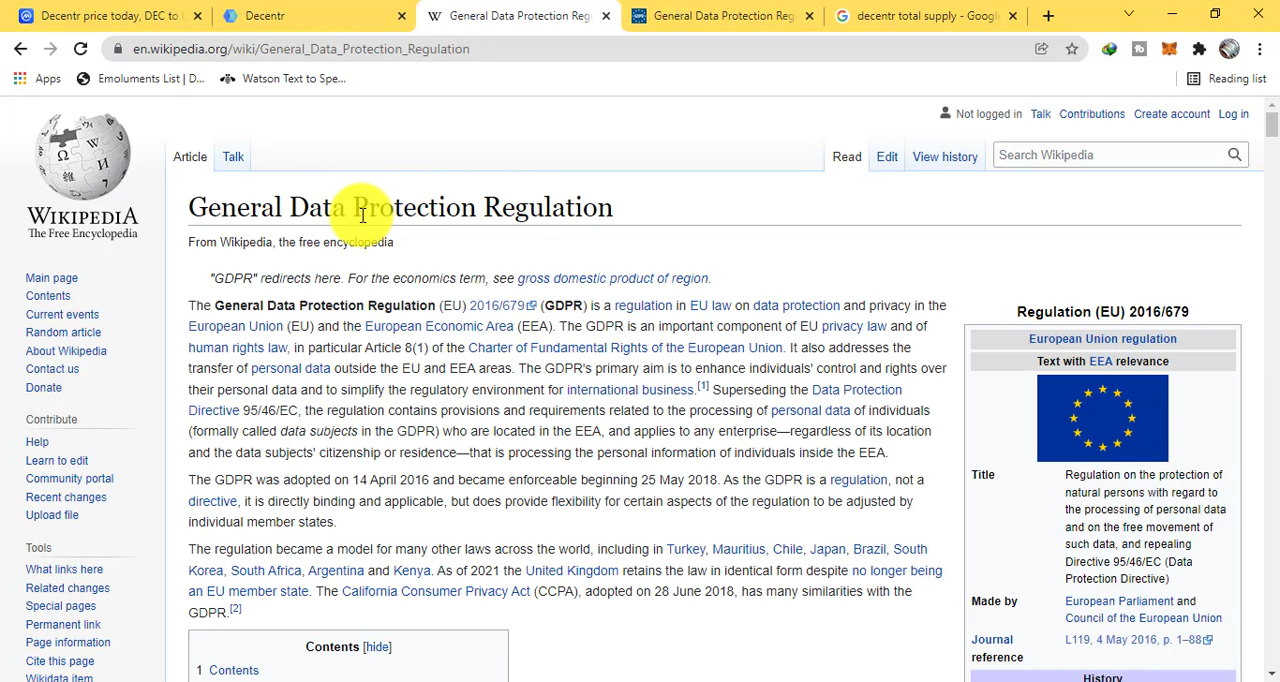 Decentr price today, DEC to U
Decentr
General Data Protection Regu
General Data Protection Reg
decentr total supply - Google
en.wikipedia.org/wiki/General_Data_Protection_Regulation
Apps
Emoluments List | D...
Watson Text to Spe...
Reading list
Not logged in Talk Contributions Create account Log in
Article Talk
Read Edit View history
Search Wikipedia
WIKIPEDIA
The Free Encyclopedia
General Data Protection Regulation
From Wikipedia, the free encyclopedia
"GDPR" redirects here. For the economics term, see gross domestic product of region.
The General Data Protection Regulation (EU) 2016/679 (GDPR) is a regulation in EU law on data protection and privacy in the
European Union (EU) and the European Economic Area (EEA). The GDPR is an important component of EU privacy law and of
human rights law, in particular Article 8(1) of the Charter of Fundamental Rights of the European Union. It also addresses the
transfer of personal data outside the EU and EEA areas. The GDPR's primary aim is to enhance individuals' control and rights over
their personal data and to simplify the regulatory environment for international business.[1] Superseding the Data Protection
Directive 95/46/EC, the regulation contains provisions and requirements related to the processing of personal data of individuals
(formally called data subjects in the GDPR) who are located in the EEA, and applies to any enterprise—regardless of its location
and the data subjects' citizenship or residence—that is processing the personal information of individuals inside the EEA.
The GDPR was adopted on 14 April 2016 and became enforceable beginning 25 May 2018. As the GDPR is a regulation, not a
directive, it is directly binding and applicable, but does provide flexibility for certain aspects of the regulation to be adjusted by
individual member states.
The regulation became a model for many other laws across the world, including in Turkey, Mauritius, Chile, Japan, Brazil, South
Korea, South Africa, Argentina and Kenya. As of 2021 the United Kingdom retains the law in identical form despite no longer being
an EU member state. The California Consumer Privacy Act (CCPA), adopted on 28 June 2018, has many similarities with the
GDPR.[2]
Contents [hide]
1 Contents
Main page
Contents
Current events
Random article
About Wikipedia
Contact us
Donate
Contribute
Help
Learn to edit
Community portal
Recent changes
Upload file
Tools
What links here
Related changes
Special pages
Permanent link
Page information
Cite this page
Wikidata item
Regulation (EU) 2016/679
European Union regulation
Text with EEA relevance
Title
Regulation on the protection of
natural persons with regard to
the processing of personal data
and on the free movement of
such data, and repealing
Directive 95/46/EC (Data
Protection Directive)
Made by
European Parliament and
Council of the European Union
Journal reference
L119, 4 May 2016, p. 1–88
History